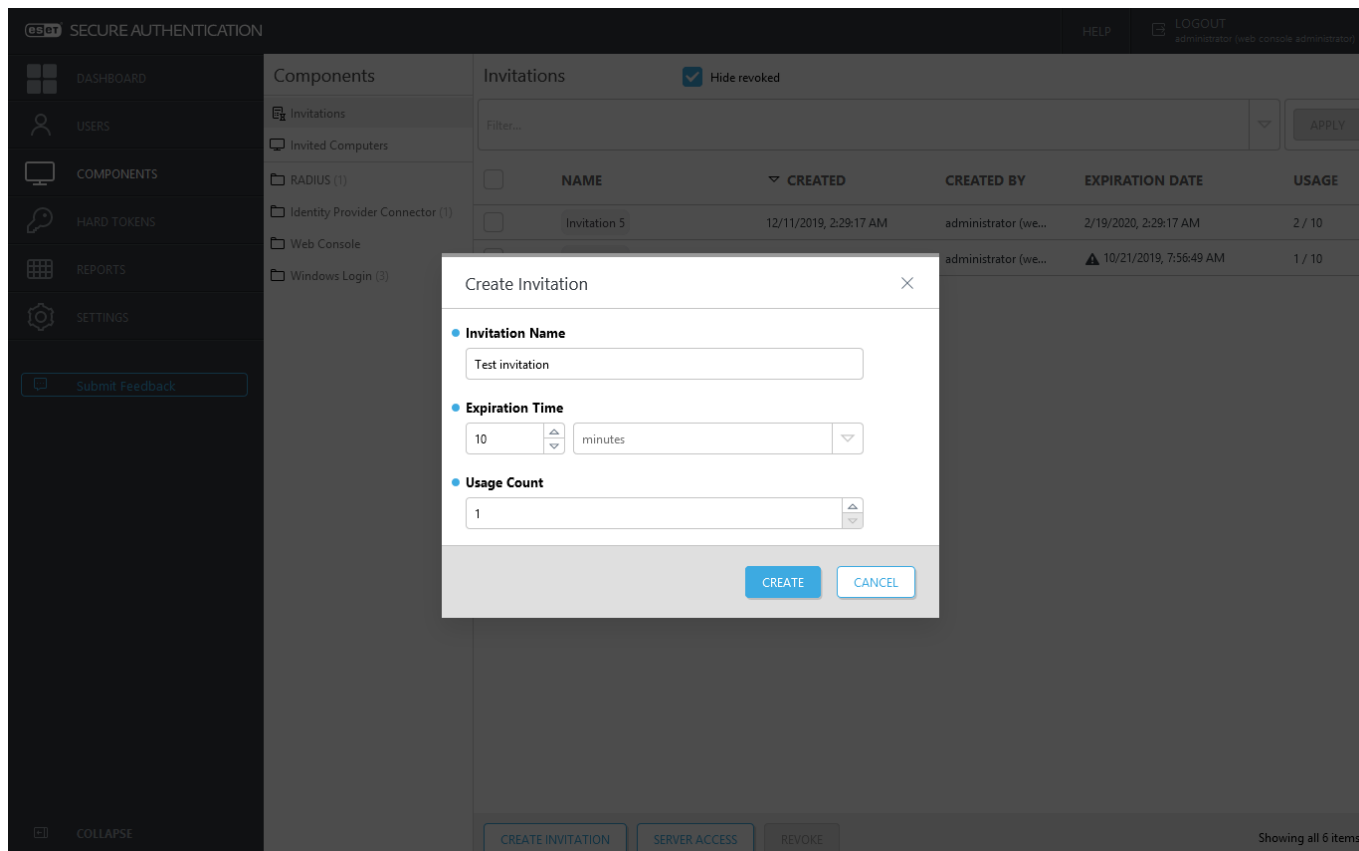 eset SECURE AUTHENTICATION
HELP
LOGOUT
administrator (web console administrator)
DASHBOARD
USERS
COMPONENTS
HARD TOKENS
REPORTS
SETTINGS
Submit Feedback
COLLAPSE
Components
Invitations
Invited Computers
RADIUS (1)
Identity Provider Connector (1)
Web Console
Windows Login (3)
Invitations
Hide revoked
Filter...
APPLY
NAME CREATED CREATED BY EXPIRATION DATE USAGE
Invitation 5 12/11/2019, 2:29:17 AM administrator (we... 2/19/2020, 2:29:17 AM 2 / 10
administrator (we... 10/21/2019, 7:56:49 AM 1 / 10
Create Invitation
Invitation Name
Test invitation
Expiration Time
10 minutes
Usage Count
1
CREATE CANCEL
CREATE INVITATION SERVER ACCESS REVOKE
Showing all 6 items